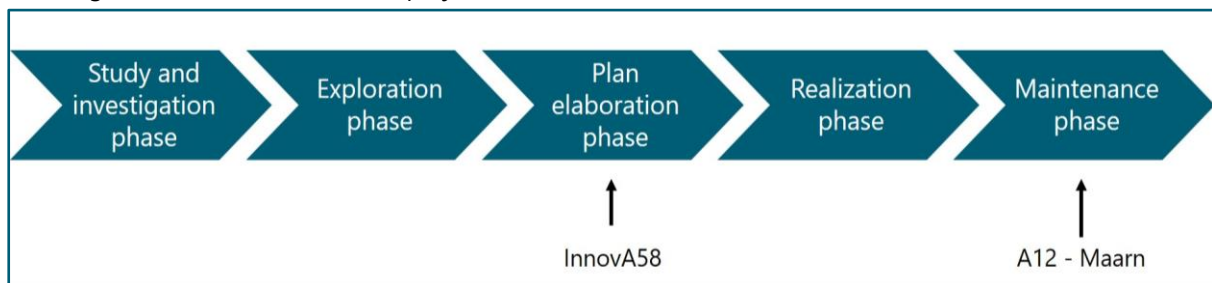 Study and
investigation
phase
Exploration
phase
Plan
elaboration
phase
Realization
phase
Maintenance
phase
InnovA58
A12 - Maarn